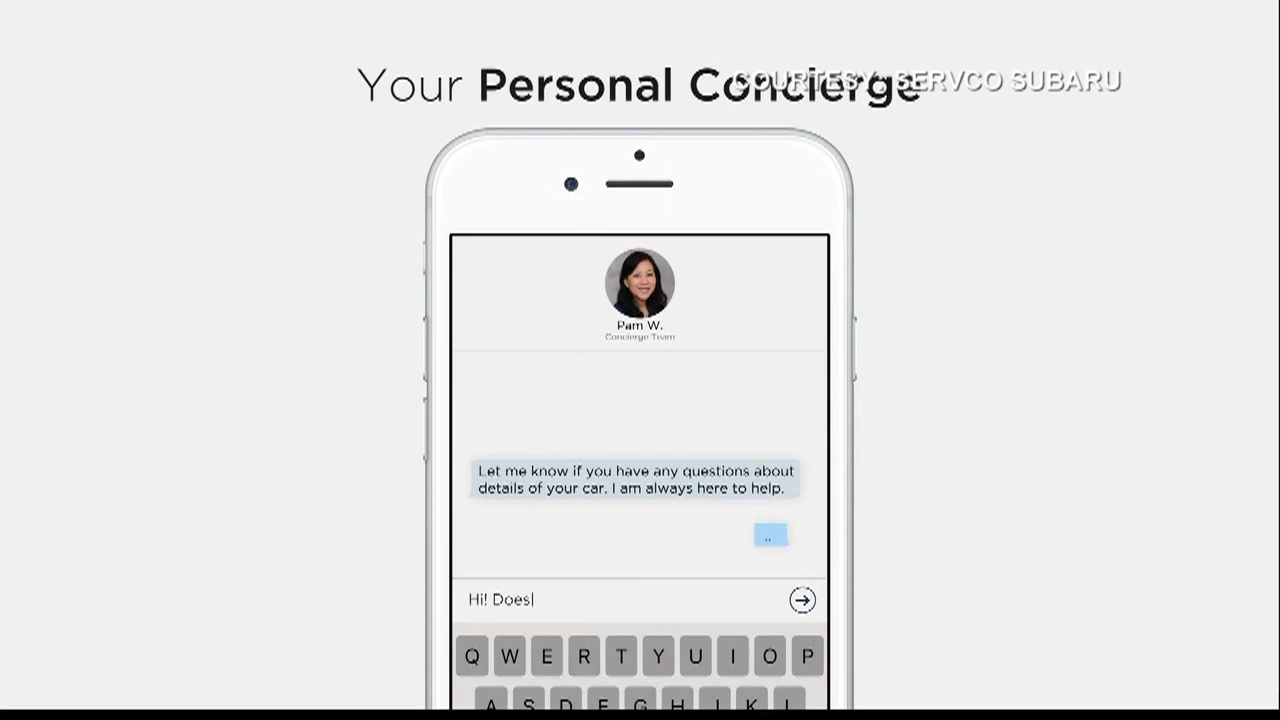 Your Personal Concierge
COURTESY: SERVCO SUBARU
Pam W.
Concierge Team
Let me know if you have any questions about
details of your car. I am always here to help.
..
Hi! Does
Q W E R T Y U I O P
A S D F G H J K L